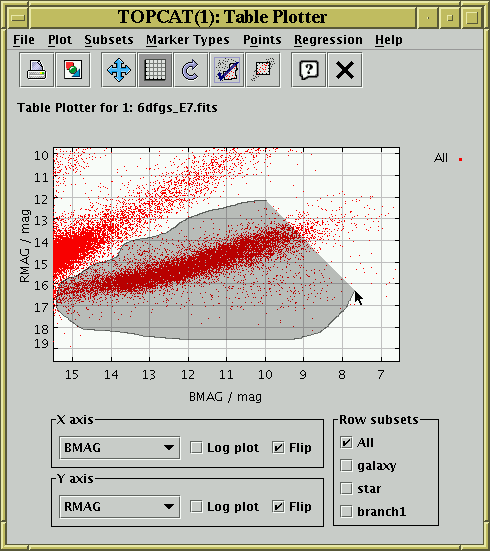 TOPCAT(1): Table Plotter
File Plot Subsets Marker Types Points Regression Help
Table Plotter for 1: 6dfgs_E7.fits
All
10
11
12
13
14
15
16
17
18
19
RMAG / mag
15 14 13 12 11 10 9 8 7
BMAG / mag
X axis
BMAG Log plot Flip
Y axis
RMAG Log plot Flip
Row subsets
All
galaxy
star
branch1